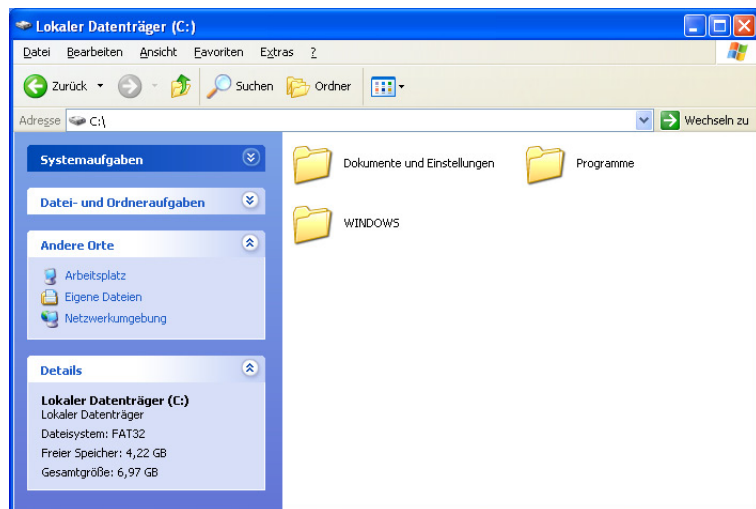 Lokaler Datenträger (C:)
Datei Bearbeiten Ansicht Favoriten Extras ?
Zurück Suchen Ordner
Adresse C:\ Wechseln zu
Systemaufgaben
Datei- und Ordneraufgaben
Andere Orte
Arbeitsplatz
Eigene Dateien
Netzwerkumgebung
Details
Lokaler Datenträger (C:)
Lokaler Datenträger
Dateisystem: FAT32
Freier Speicher: 4,22 GB
Gesamtgröße: 6,97 GB
Dokumente und Einstellungen Programme
WINDOWS